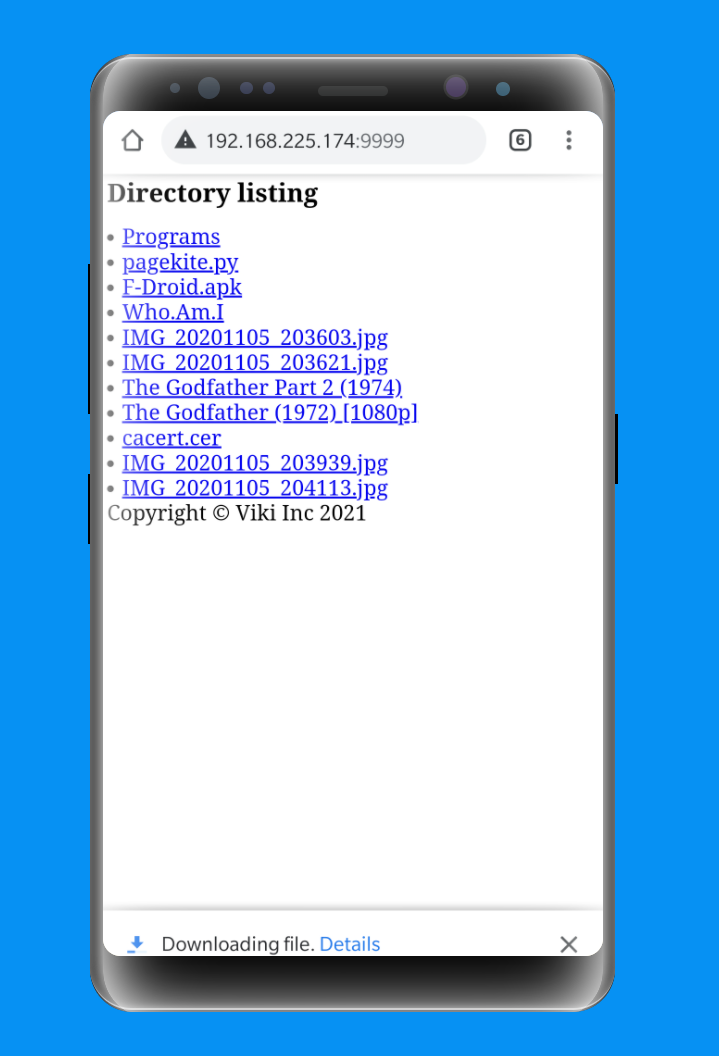 192.168.225.174:9999
6
Directory listing
Programs
pagekite.py
F-Droid.apk
Who.Am.I
IMG_20201105_203603.jpg
IMG_20201105_203621.jpg
The Godfather Part 2 (1974)
The Godfather (1972) [1080p]
cacert.cer
IMG_20201105_203939.jpg
IMG_20201105_204113.jpg
Copyright © Viki Inc 2021
Downloading file. Details